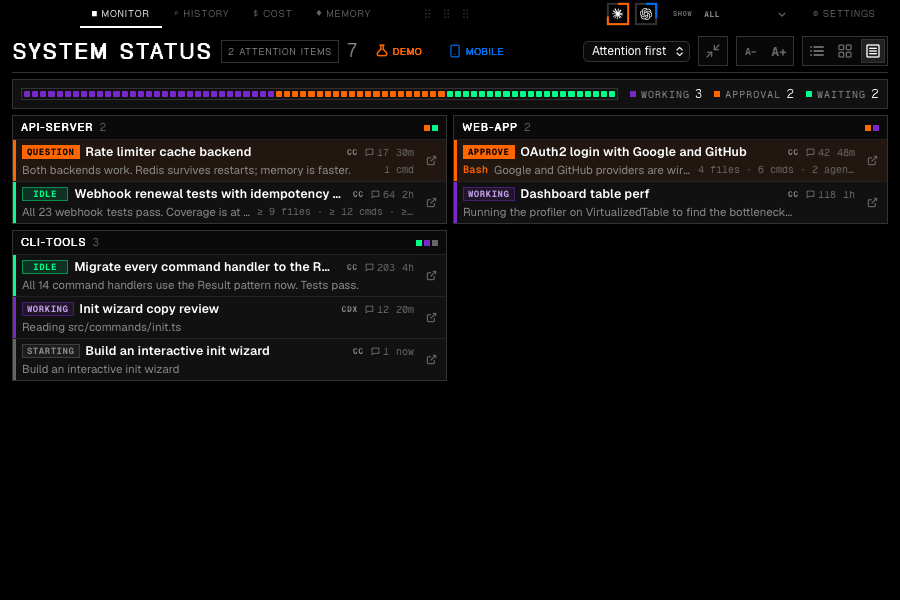 MONITOR HISTORY COST MEMORY SHOW ALL SETTINGS
SYSTEM STATUS 2 ATTENTION ITEMS 7 DEMO MOBILE Attention first A- A+
WORKING 3 APPROVAL 2 WAITING 2
API-SERVER 2
QUESTION Rate limiter cache backend CC 17 30m
Both backends work. Redis survives restarts; memory is faster. 1 cmd
IDLE Webhook renewal tests with idempotency ... CC 64 2h
All 23 webhook tests pass. Coverage is at ... ≥ 9 files · ≥ 12 cmds · ≥...
WEB-APP 2
APPROVE OAuth2 login with Google and GitHub CC 42 48m
Bash Google and GitHub providers are wir... 4 files · 6 cmds · 2 agen...
WORKING Dashboard table perf CC 118 1h
Running the profiler on VirtualizedTable to find the bottleneck...
CLI-TOOLS 3
IDLE Migrate every command handler to the R... CC 203 4h
All 14 command handlers use the Result pattern now. Tests pass.
WORKING Init wizard copy review CDX 12 20m
Reading src/commands/init.ts
STARTING Build an interactive init wizard CC 1 now
Build an interactive init wizard